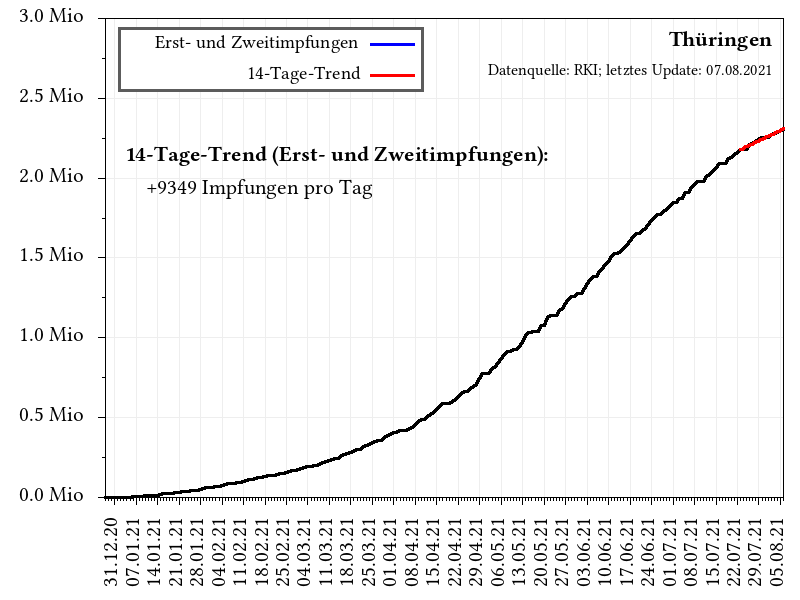 3.0 Mio
2.5 Mio
2.0 Mio
1.5 Mio
1.0 Mio
0.5 Mio
0.0 Mio
Erst- und Zweitimpfungen
14-Tage-Trend
Thüringen
Datenquelle: RKI; letztes Update: 07.08.2021
14-Tage-Trend (Erst- und Zweitimpfungen):
+9349 Impfungen pro Tag
31.12.20
07.01.21
14.01.21
21.01.21
28.01.21
04.02.21
11.02.21
18.02.21
25.02.21
04.03.21
11.03.21
18.03.21
25.03.21
01.04.21
08.04.21
15.04.21
22.04.21
29.04.21
06.05.21
13.05.21
20.05.21
27.05.21
03.06.21
10.06.21
17.06.21
24.06.21
01.07.21
08.07.21
15.07.21
22.07.21
29.07.21
05.08.21